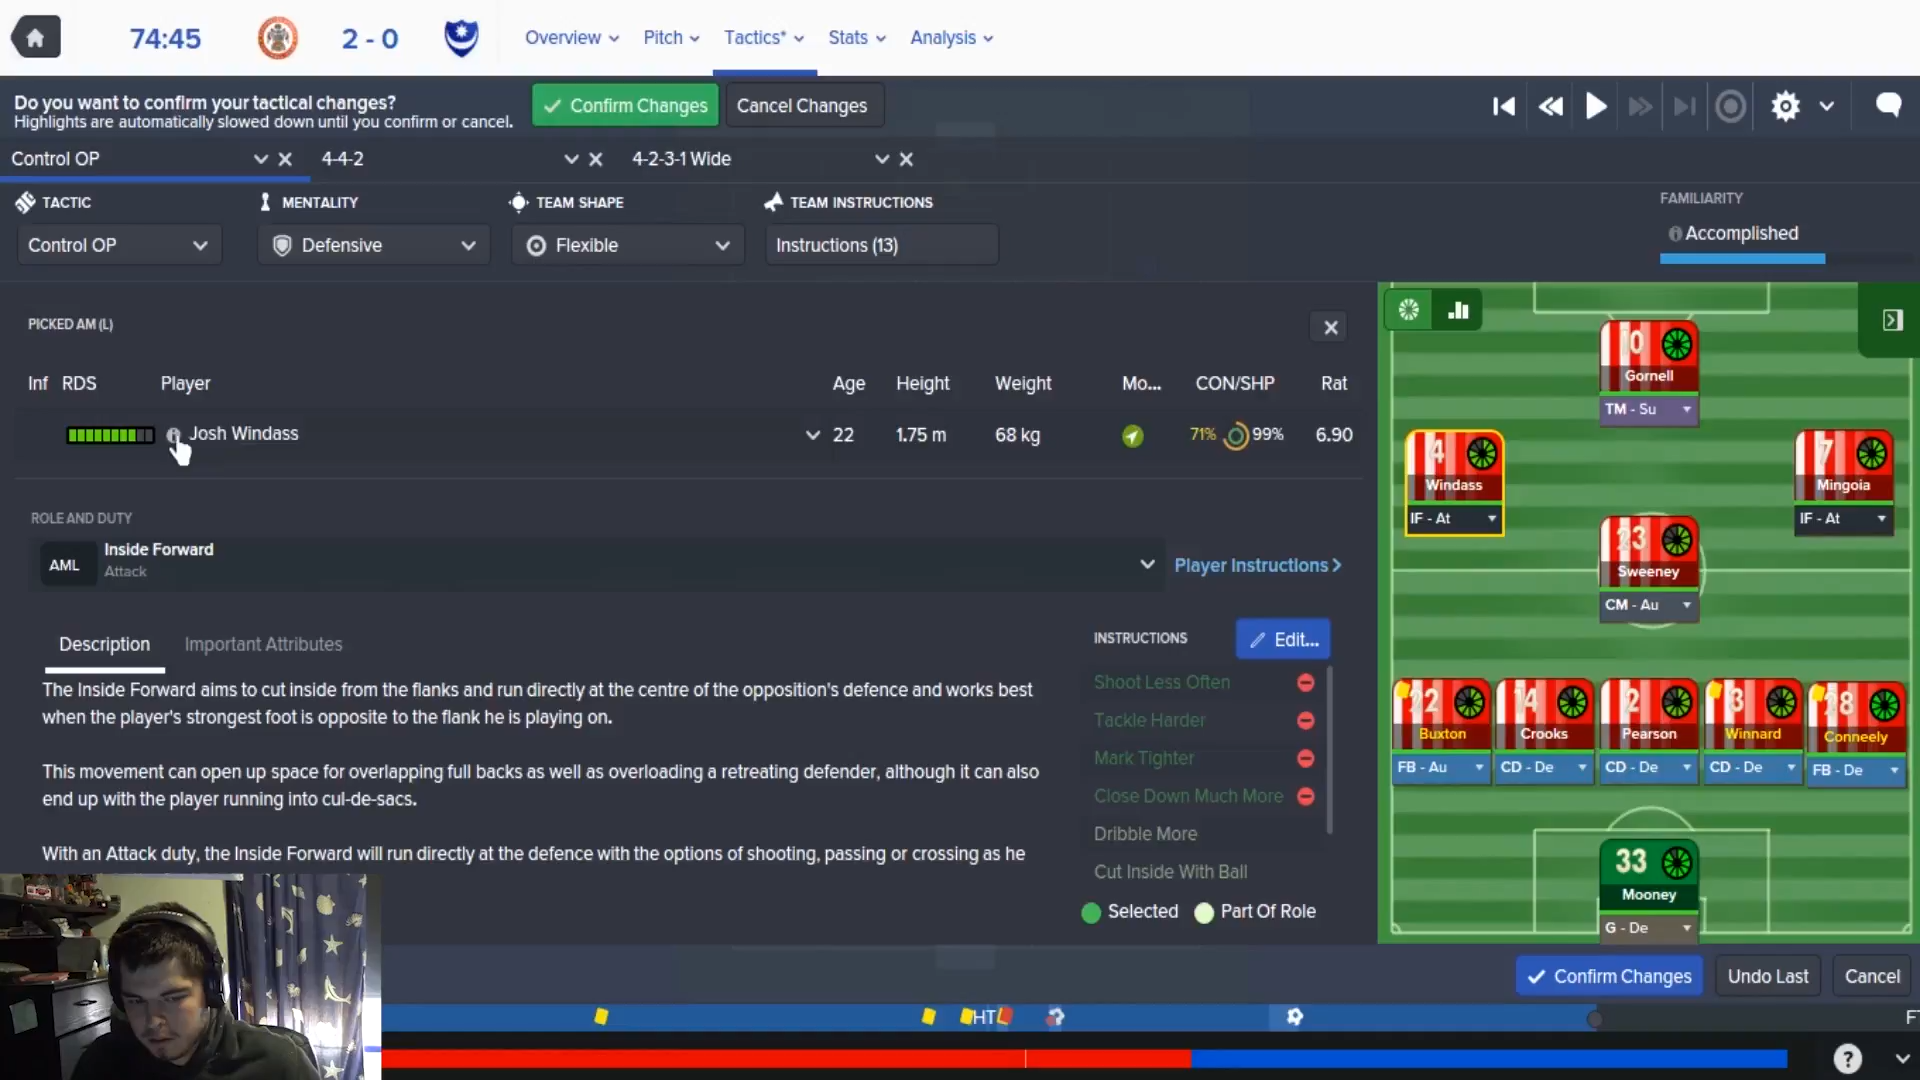 74:45
2 - 0
Overview
Pitch
Tactics*
Stats
Analysis
Do you want to confirm your tactical changes?
Highlights are automatically slowed down until you confirm or cancel.
Confirm Changes
Cancel Changes
Control OP
4-4-2
4-2-3-1 Wide
TACTIC
MENTALITY
TEAM SHAPE
TEAM INSTRUCTIONS
FAMILIARITY
Control OP
Defensive
Flexible
Instructions (13)
Accomplished
PICKED AM (L)
Inf RDS Player Age Height Weight Mo... CON/SHP Rat
Josh Windass 22 1.75 m 68 kg 71% 99% 6.90
ROLE AND DUTY
AML
Inside Forward
Attack
Player Instructions
Description
Important Attributes
The Inside Forward aims to cut inside from the flanks and run directly at the centre of the opposition's defence and works best
when the player's strongest foot is opposite to the flank he is playing on.
This movement can open up space for overlapping full backs as well as overloading a retreating defender, although it can also
end up with the player running into cul-de-sacs.
With an Attack duty, the Inside Forward will run directly at the defence with the options of shooting, passing or crossing as he
INSTRUCTIONS
Edit...
Shoot Less Often
Tackle Harder
Mark Tighter
Close Down Much More
Dribble More
Cut Inside With Ball
Selected
Part Of Role
10
Gornell
TM - Su
4
Windass
IF - At
7
Mingoia
IF - At
23
Sweeney
CM - Au
22
Buxton
FB - Au
14
Crooks
CD - De
2
Pearson
CD - De
3
Winnard
CD - De
28
Conneely
FB - De
33
Mooney
G - De
Confirm Changes
Undo Last
Cancel
HT
?